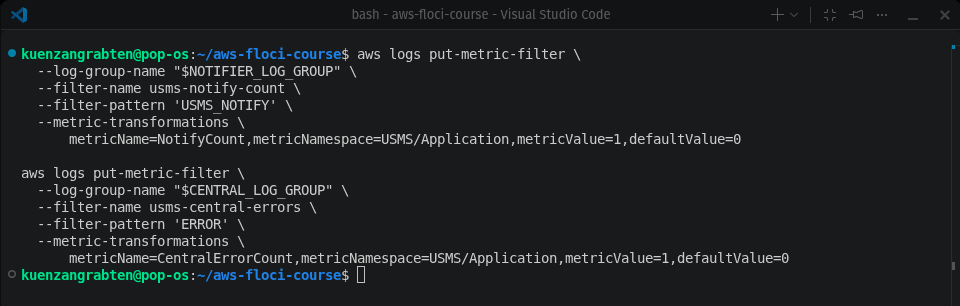 bash - aws-floci-course - Visual Studio Code
kuenzangrabten@pop-os:~/aws-floci-course$ aws logs put-metric-filter \
  --log-group-name "$NOTIFIER_LOG_GROUP" \
  --filter-name usms-notify-count \
  --filter-pattern 'USMS_NOTIFY' \
  --metric-transformations \
      metricName=NotifyCount,metricNamespace=USMS/Application,metricValue=1,defaultValue=0

aws logs put-metric-filter \
  --log-group-name "$CENTRAL_LOG_GROUP" \
  --filter-name usms-central-errors \
  --filter-pattern 'ERROR' \
  --metric-transformations \
      metricName=CentralErrorCount,metricNamespace=USMS/Application,metricValue=1,defaultValue=0
kuenzangrabten@pop-os:~/aws-floci-course$